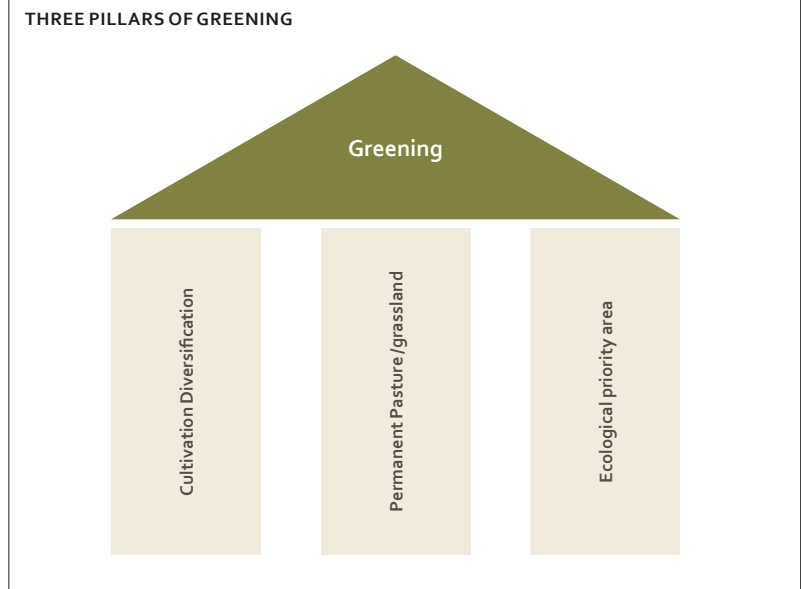 THREE PILLARS OF GREENING
Greening
Cultivation Diversification
Permanent Pasture/grassland
Ecological priority area